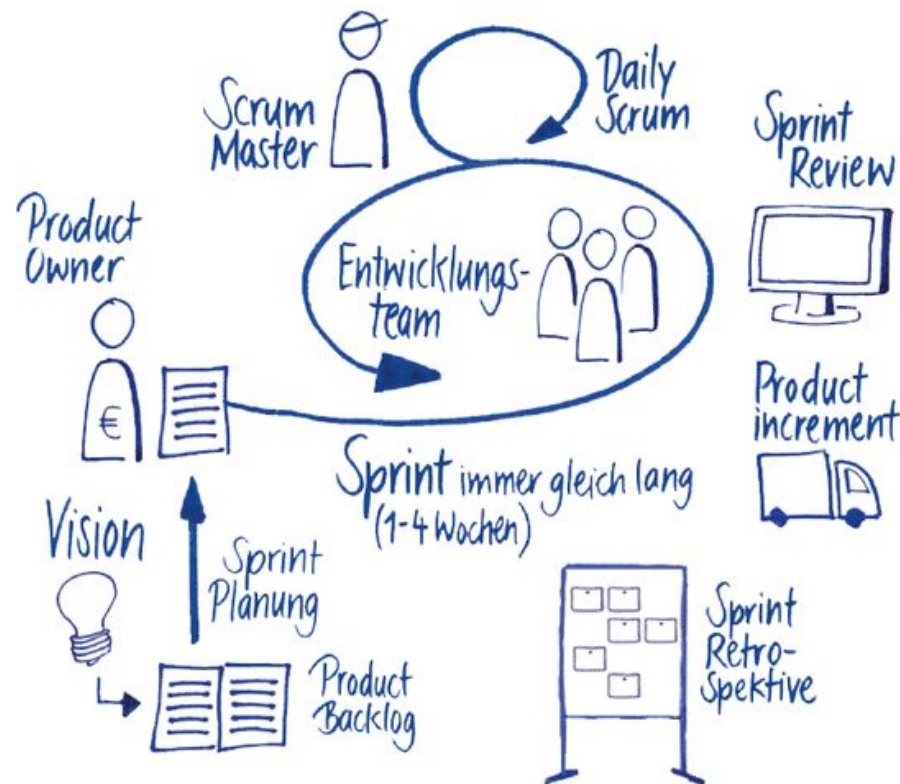 Scrum
Master
Daily
Scrum
Sprint
Review
Product
Owner
Entwicklungs-
team
€
Product
increment
Sprint immer gleich lang
(1-4 Wochen)
Vision
Sprint
Planung
Product
Backlog
Sprint
Retro-
spektive